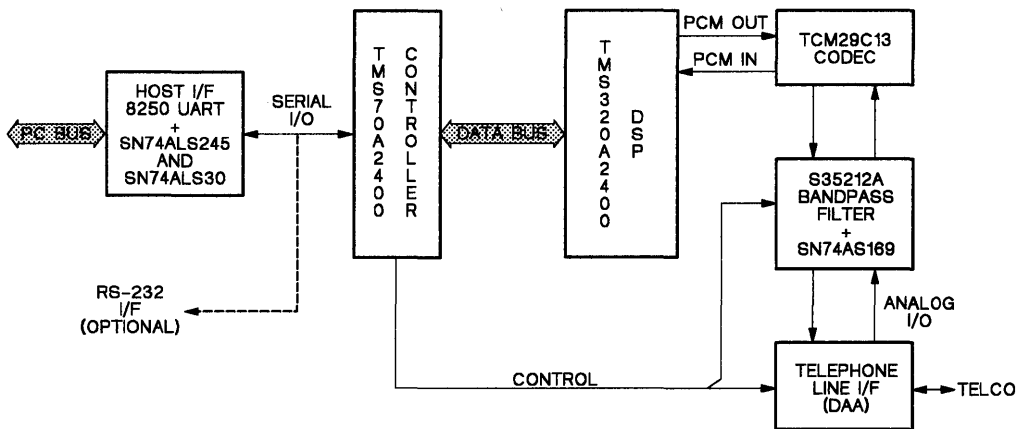 PC BUS
HOST I/F
8250 UART
+
SN74ALS245
AND
SN74ALS30
SERIAL
I/O
RS-232
I/F
(OPTIONAL)
TMS70A2400
CONTROLLER
DATA BUS
TMS320A2400
DSP
PCM OUT
PCM IN
TCM29C13
CODEC
S35212A
BANDPASS
FILTER
+
SN74AS169
ANALOG
I/O
CONTROL
TELEPHONE
LINE I/F
(DAA)
TELCO